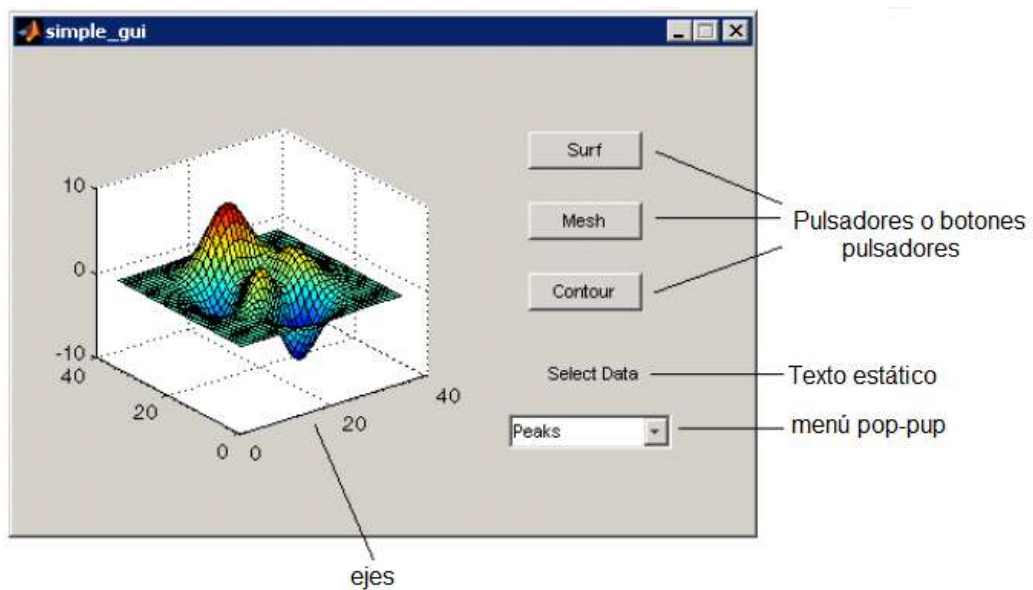 simple_gui
Surf
Mesh
Contour
Pulsadores o botones
pulsadores
Select Data
Texto estático
Peaks
menú pop-pup
10
0
-10
40
20
0
0
20
40
ejes